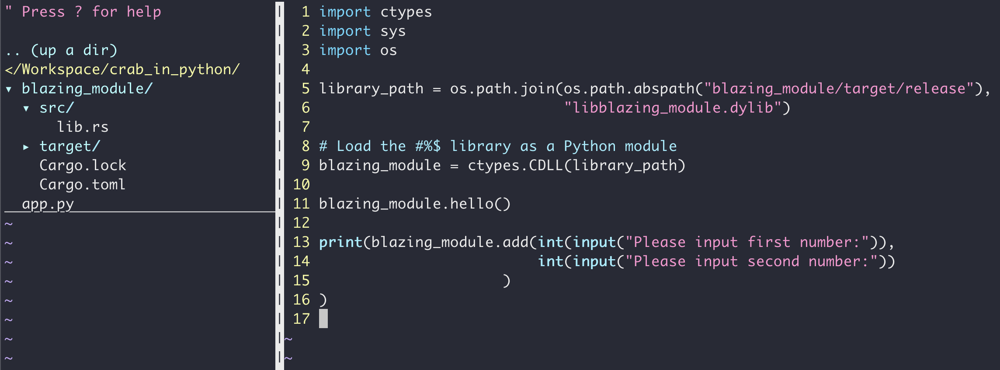 " Press ? for help
.. (up a dir)
</Workspace/crab_in_python/
▾ blazing_module/
▾ src/
lib.rs
▸ target/
Cargo.lock
Cargo.toml
app.py
~
~
~
~
~
~
~
~
1 import ctypes
2 import sys
3 import os
4
5 library_path = os.path.join(os.path.abspath("blazing_module/target/release"),
6                             "libblazing_module.dylib")
7
8 # Load the #%$ library as a Python module
9 blazing_module = ctypes.CDLL(library_path)
10
11 blazing_module.hello()
12
13 print(blazing_module.add(int(input("Please input first number:")),
14                          int(input("Please input second number:"))
15                      )
16 )
17
~
~